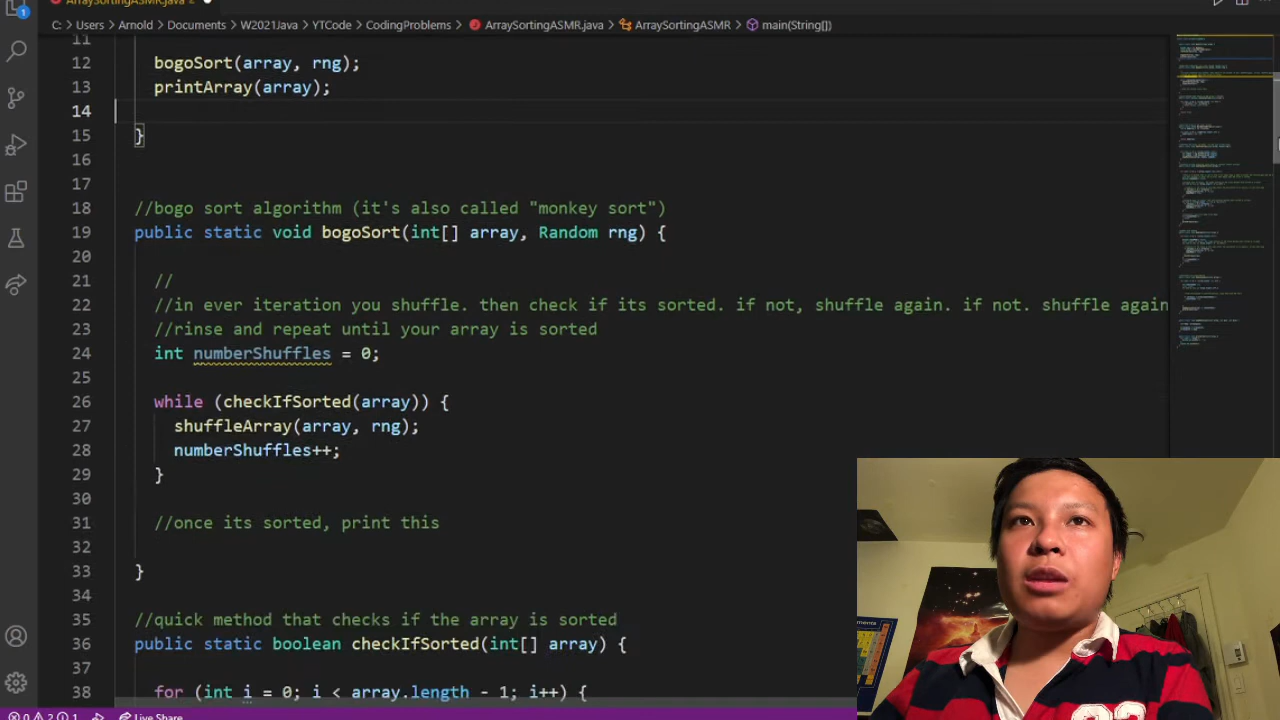 ArraySortingASMR.java
1
C: > Users > Arnold > Documents > W2021Java > YTCode > CodingProblems > ArraySortingASMR.java > ArraySortingASMR > main(String[])
11
12 bogoSort(array, rng);
13 printArray(array);
14
15 }
16
17
18 //bogo sort algorithm (it's also called "monkey sort")
19 public static void bogoSort(int[] array, Random rng) {
20
21 //
22 //in ever iteration you shuffle. then check if its sorted. if not, shuffle again. if not. shuffle again
23 //rinse and repeat until your array is sorted
24 int numberShuffles = 0;
25
26 while (checkIfSorted(array)) {
27 shuffleArray(array, rng);
28 numberShuffles++;
29 }
30
31 //once its sorted, print this
32
33 }
34
35 //quick method that checks if the array is sorted
36 public static boolean checkIfSorted(int[] array) {
37
38 for (int i = 0; i < array.length - 1; i++) {
0 2 1 Live Share